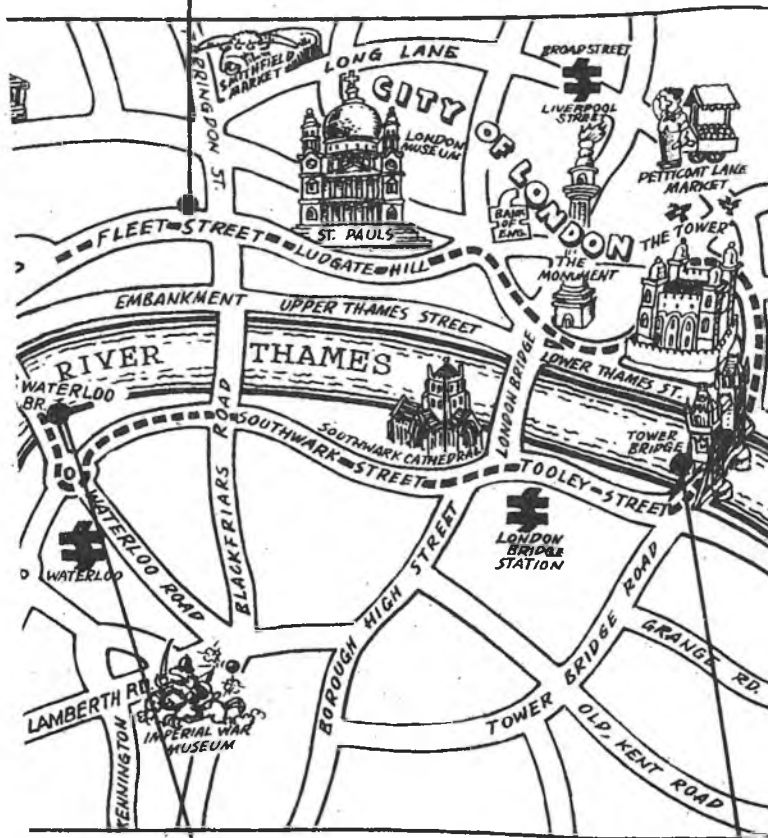 SMITHFIELD
MARKET
LONG LANE
BROAD STREET
LIVERPOOL
STREET
RRINGDON ST.
CITY OF LONDON
LONDON
MUSEUM
PETTICOAT LANE
MARKET
BANK
OF
ENG.
THE TOWER
ST. PAULS
THE
MONUMENT
FLEET STREET
LUDGATE HILL
EMBANKMENT
UPPER THAMES STREET
LOWER THAMES ST.
RIVER THAMES
WATERLOO
BR.
LONDON BRIDGE
SOUTHWARK CATHEDRAL
TOWER
BRIDGE
SOUTHWARK STREET
TOOLEY STREET
BLACKFRIARS ROAD
WATERLOO ROAD
WATERLOO
LONDON
BRIDGE
STATION
BOROUGH HIGH STREET
TOWER BRIDGE ROAD
GRANGE RD.
OLD, KENT ROAD
LAMBERTH RD.
IMPERIAL WAR
MUSEUM
KENNINGTON